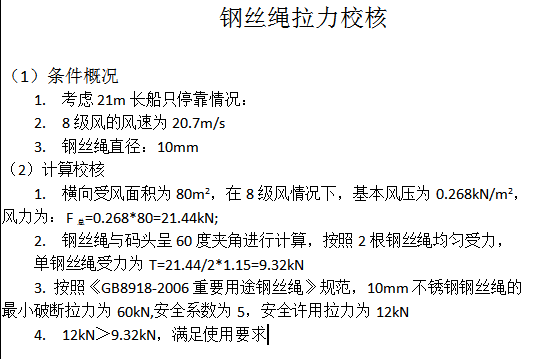 钢丝绳拉力校核
（1）条件概况
1. 考虑 21m 长船只停靠情况：
2. 8 级风的风速为 20.7m/s
3. 钢丝绳直径：10mm
（2）计算校核
1. 横向受风面积为 80m²，在 8 级风情况下，基本风压为 0.268kN/m²，
风力为：F =0.268*80=21.44kN;
2. 钢丝绳与码头呈 60 度夹角进行计算，按照 2 根钢丝绳均匀受力，
单钢丝绳受力为 T=21.44/2*1.15=9.32kN
3. 按照《GB8918-2006 重要用途钢丝绳》规范，10mm 不锈钢钢丝绳的
最小破断拉力为 60kN,安全系数为 5，安全许用拉力为 12kN
4. 12kN＞9.32kN，满足使用要求